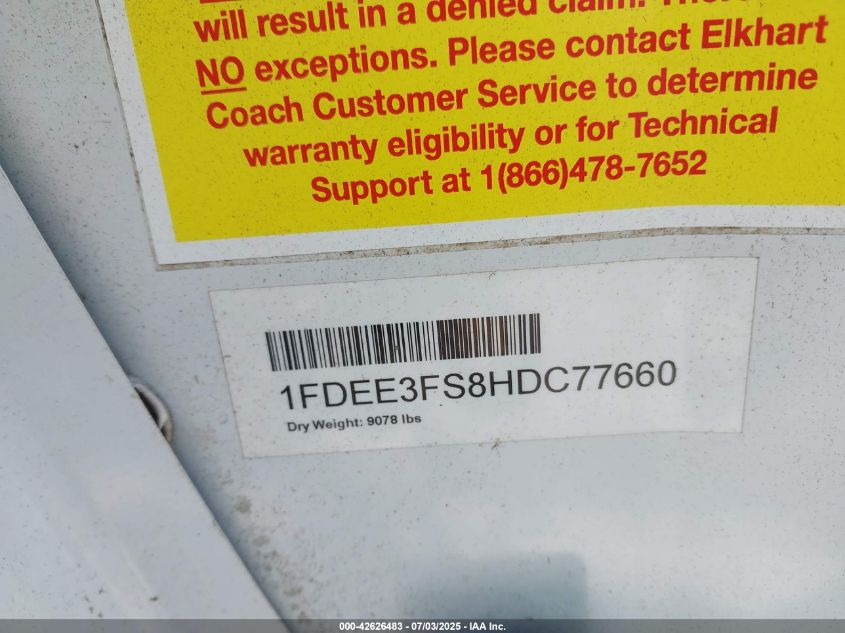 will result in a denied claim.
NO exceptions. Please contact Elkhart
Coach Customer Service to determine
warranty eligibility or for Technical
Support at 1(866)478-7652
1FDEE3FS8HDC77660
Dry Weight: 9078 lbs
000-42626483 - 07/03/2025 - IAA Inc.